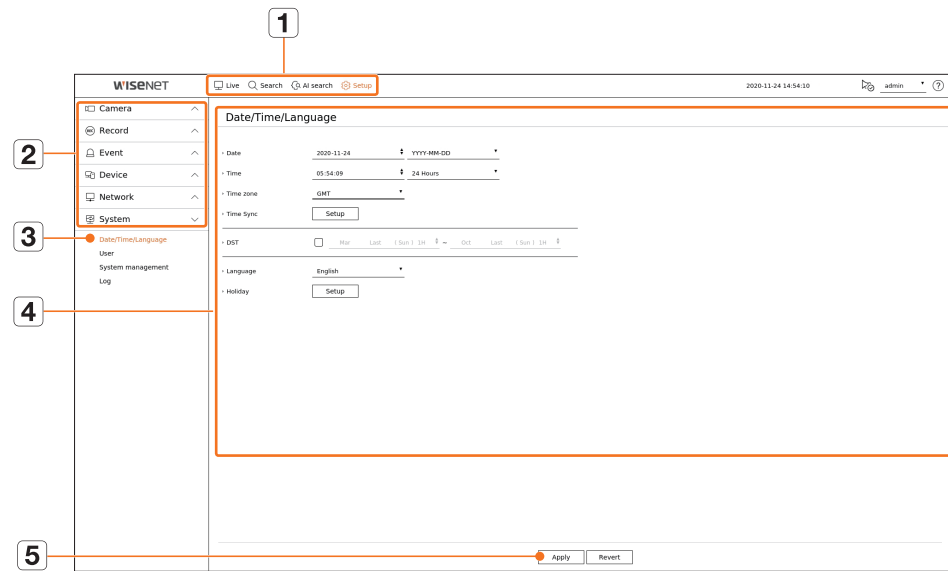 1
WISENET Live Search AI search Setup 2020-11-24 14:54:10 admin ?
Camera
Record
Event
Device
Network
System
2
3
Date/Time/Language
User
System management
Log
4
Date/Time/Language
Date 2020-11-24 YYYY-MM-DD
Time 05:54:09 24 Hours
Time zone GMT
Time Sync Setup
DST Mar Last ( Sun ) 1H ~ Oct Last ( Sun ) 1H
Language English
Holiday Setup
5
Apply Revert